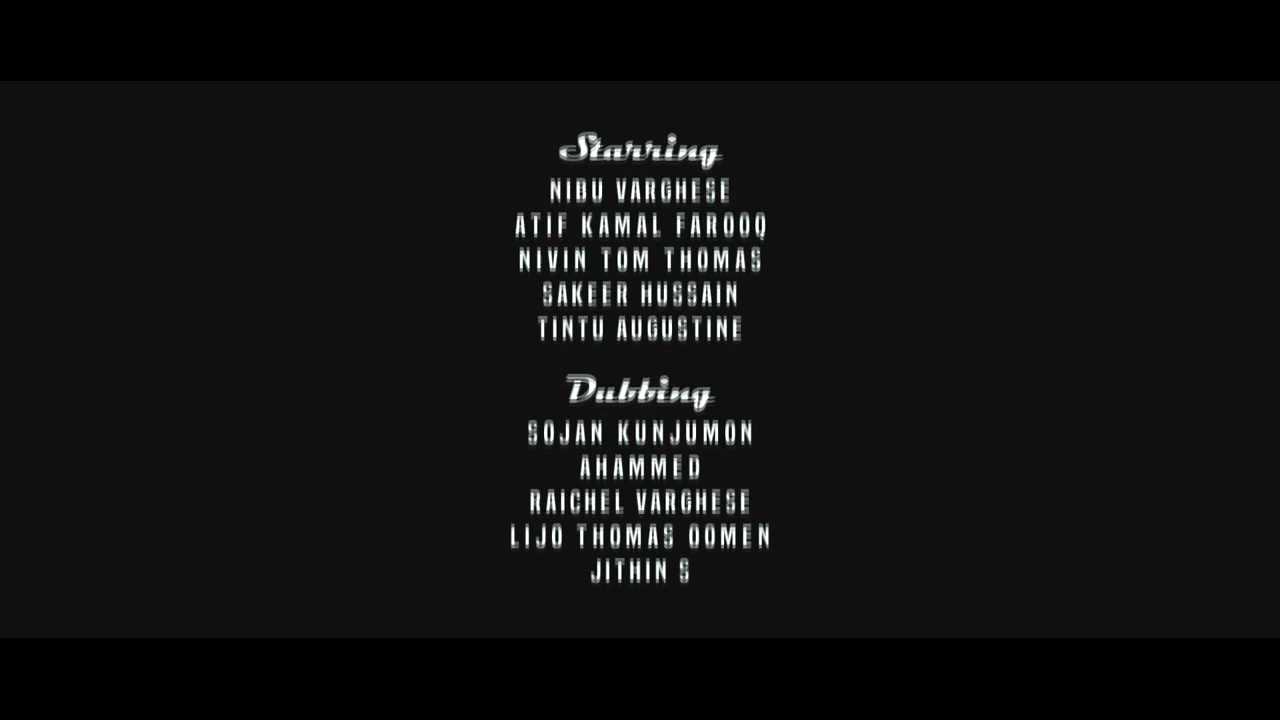 Starring
NIBU VARGHESE
ATIF KAMAL FAROOQ
NIVIN TOM THOMAS
SAKEER HUSSAIN
TINTU AUGUSTINE
Dubbing
SOJAN KUNJUMON
AHAMMED
RAICHEL VARGHESE
LIJO THOMAS OOMEN
JITHIN S